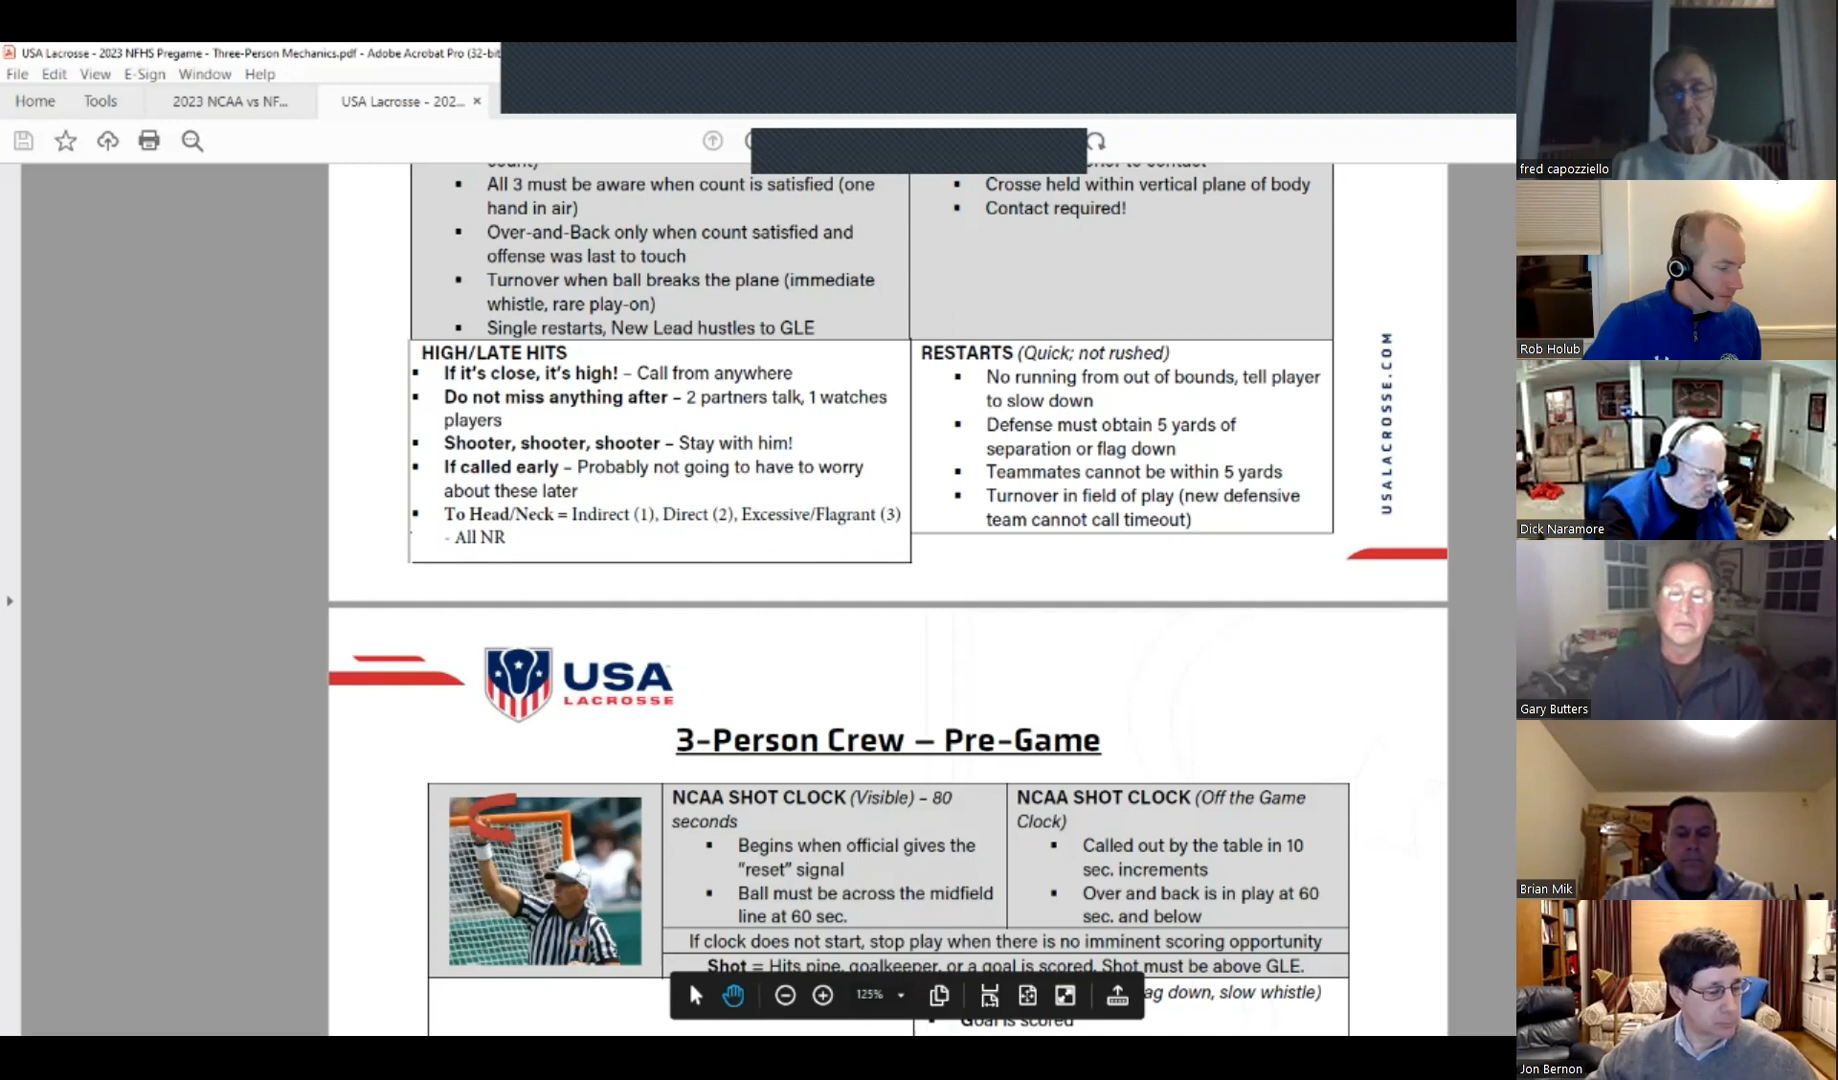 USA Lacrosse - 2023 NFHS Pregame - Three-Person Mechanics.pdf - Adobe Acrobat Pro (32-bit
File Edit View E-Sign Window Help
Home Tools 2023 NCAA vs NF... USA Lacrosse - 202... ×
count)
▪ All 3 must be aware when count is satisfied (one
hand in air)
▪ Over-and-Back only when count satisfied and
offense was last to touch
▪ Turnover when ball breaks the plane (immediate
whistle, rare play-on)
▪ Single restarts, New Lead hustles to GLE
prior to contact
▪ Crosse held within vertical plane of body
▪ Contact required!
HIGH/LATE HITS
▪ If it's close, it's high! – Call from anywhere
▪ Do not miss anything after – 2 partners talk, 1 watches
players
▪ Shooter, shooter, shooter – Stay with him!
▪ If called early – Probably not going to have to worry
about these later
▪ To Head/Neck = Indirect (1), Direct (2), Excessive/Flagrant (3)
- All NR
RESTARTS (Quick; not rushed)
▪ No running from out of bounds, tell player
to slow down
▪ Defense must obtain 5 yards of
separation or flag down
▪ Teammates cannot be within 5 yards
▪ Turnover in field of play (new defensive
team cannot call timeout)
USALACROSSE.COM
USA
LACROSSE
3-Person Crew – Pre-Game
NCAA SHOT CLOCK (Visible) – 80
seconds
▪ Begins when official gives the
"reset" signal
▪ Ball must be across the midfield
line at 60 sec.
NCAA SHOT CLOCK (Off the Game
Clock)
▪ Called out by the table in 10
sec. increments
▪ Over and back is in play at 60
sec. and below
If clock does not start, stop play when there is no imminent scoring opportunity
Shot = Hits pipe, goalkeeper, or a goal is scored. Shot must be above GLE.
ag down, slow whistle)
▪ Goal is scored
125%
fred capozziello
Rob Holub
Dick Naramore
Gary Butters
Brian Mik
Jon Bernon